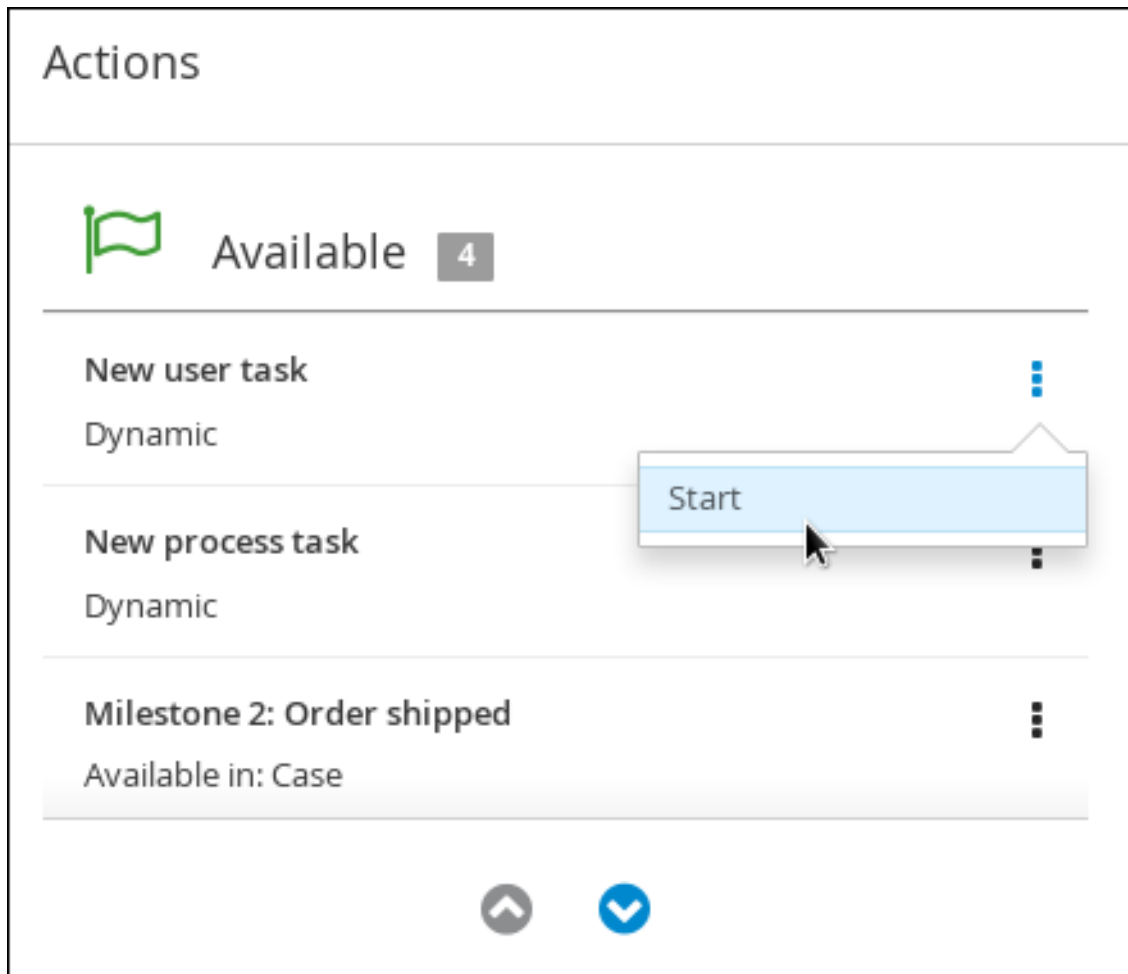 Actions
Available 4
New user task
Dynamic
Start
New process task
Dynamic
Milestone 2: Order shipped
Available in: Case